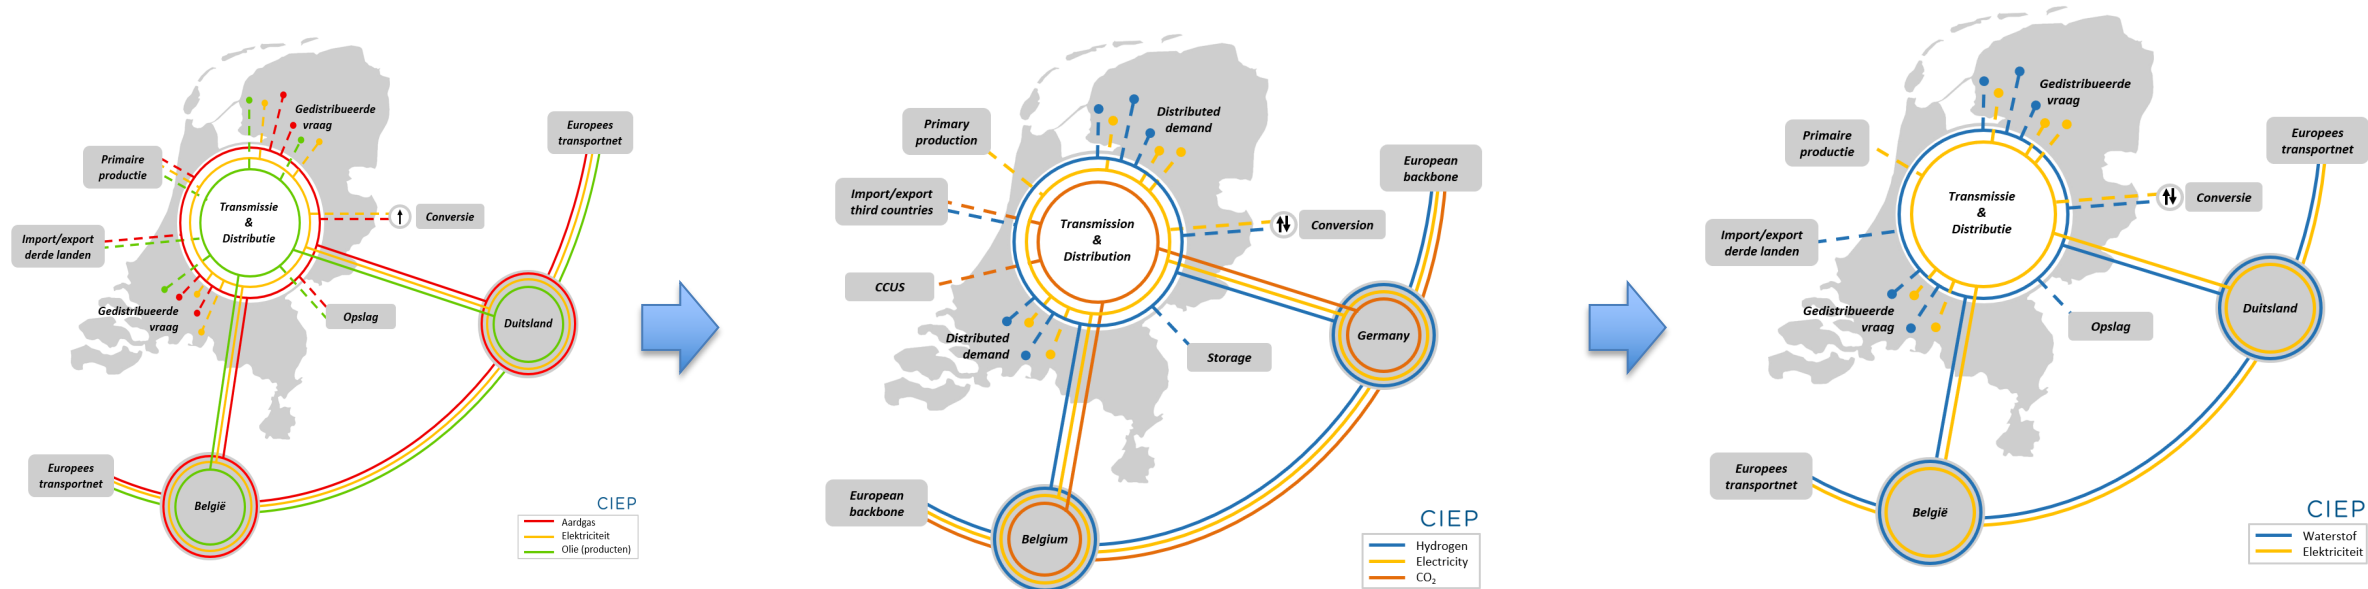 Gedistribueerde
vraag
Europees
transportnet
Primaire
productie
Transmissie
&
Distributie
Conversie
Import/export
derde landen
Gedistribueerde
vraag
Opslag
Duitsland
Europees
transportnet
België
CIEP
Aardgas
Elektriciteit
Olie (producten)
Distributed
demand
Primary
production
European
backbone
Import/export
third countries
Transmission
&
Distribution
Conversion
CCUS
Distributed
demand
Storage
Germany
European
backbone
Belgium
CIEP
Hydrogen
Electricity
CO₂
Gedistribueerde
vraag
Primaire
productie
Europees
transportnet
Transmissie
&
Distributie
Conversie
Import/export
derde landen
Gedistribueerde
vraag
Opslag
Duitsland
Europees
transportnet
België
CIEP
Waterstof
Elektriciteit